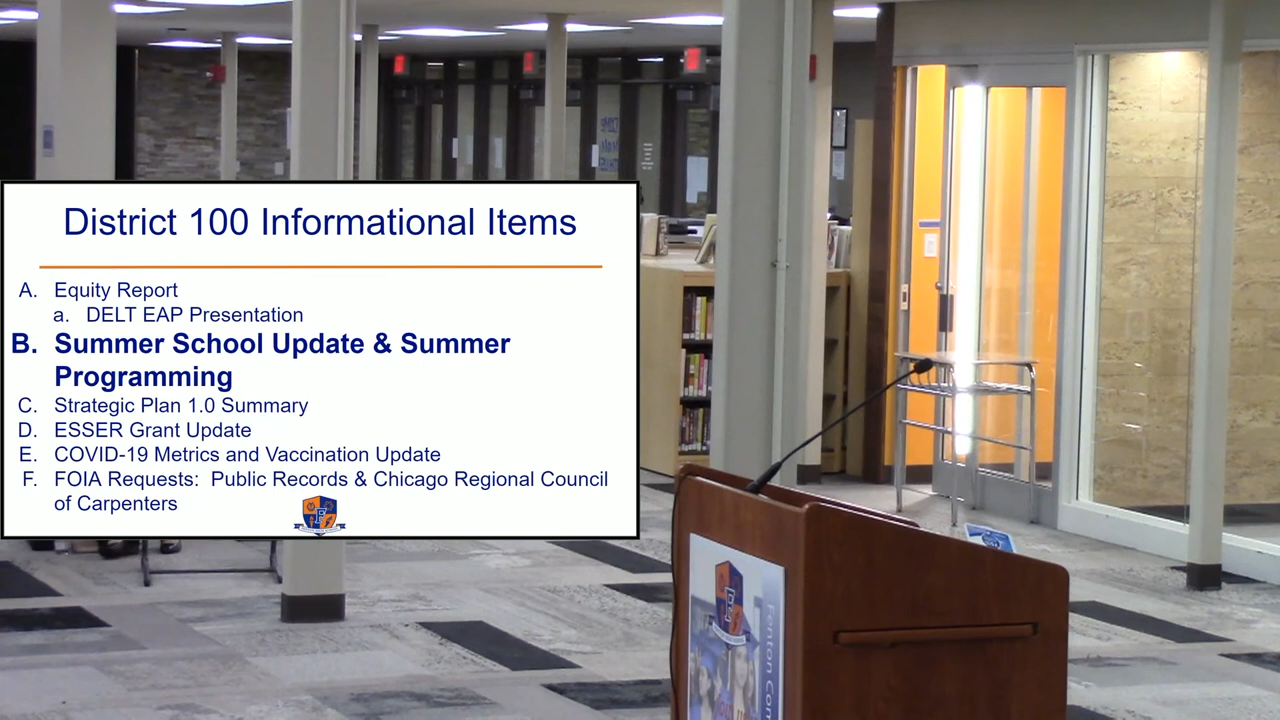 District 100 Informational Items
A. Equity Report
a. DELT EAP Presentation
B. Summer School Update & Summer
Programming
C. Strategic Plan 1.0 Summary
D. ESSER Grant Update
E. COVID-19 Metrics and Vaccination Update
F. FOIA Requests: Public Records & Chicago Regional Council
of Carpenters
F
F
Fenton Com